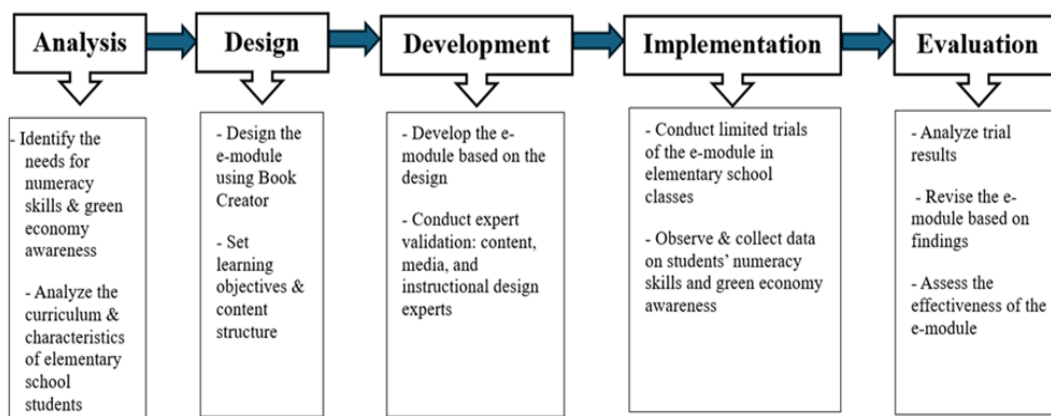 Analysis
Design
Development
Implementation
Evaluation
- Identify the
needs for
numeracy
skills & green
economy
awareness
- Analyze the
curriculum &
characteristics
of elementary
school
students
- Design the
e-module
using Book
Creator
- Set
learning
objectives &
content
structure
- Develop the e-
module based on the
design
- Conduct expert
validation: content,
media, and
instructional design
experts
- Conduct limited trials
of the e-module in
elementary school
classes
- Observe & collect data
on students' numeracy
skills and green economy
awareness
- Analyze trial
results
- Revise the e-
module based on
findings
- Assess the
effectiveness of the
e-module